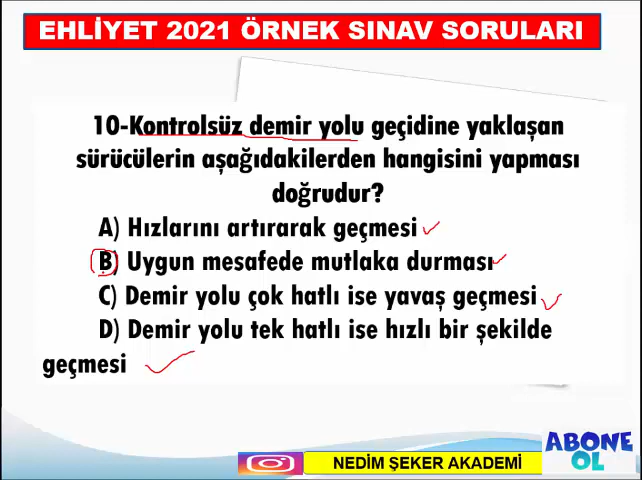 EHLİYET 2021 ÖRNEK SINAV SORULARI
10-Kontrolsüz demir yolu geçidine yaklaşan
sürücülerin aşağıdakilerden hangisini yapması
doğrudur?
A) Hızlarını artırarak geçmesi
B) Uygun mesafede mutlaka durması
C) Demir yolu çok hatlı ise yavaş geçmesi
D) Demir yolu tek hatlı ise hızlı bir şekilde
geçmesi
NEDİM ŞEKER AKADEMİ
ABONE
OL